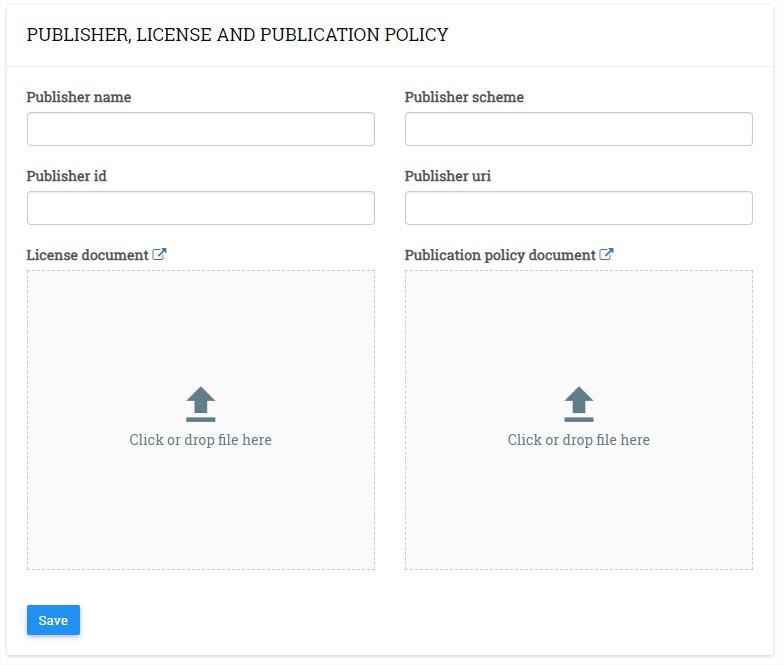 PUBLISHER, LICENSE AND PUBLICATION POLICY
Publisher name
Publisher scheme
Publisher id
Publisher uri
License document
Publication policy document
Click or drop file here
Click or drop file here
Save